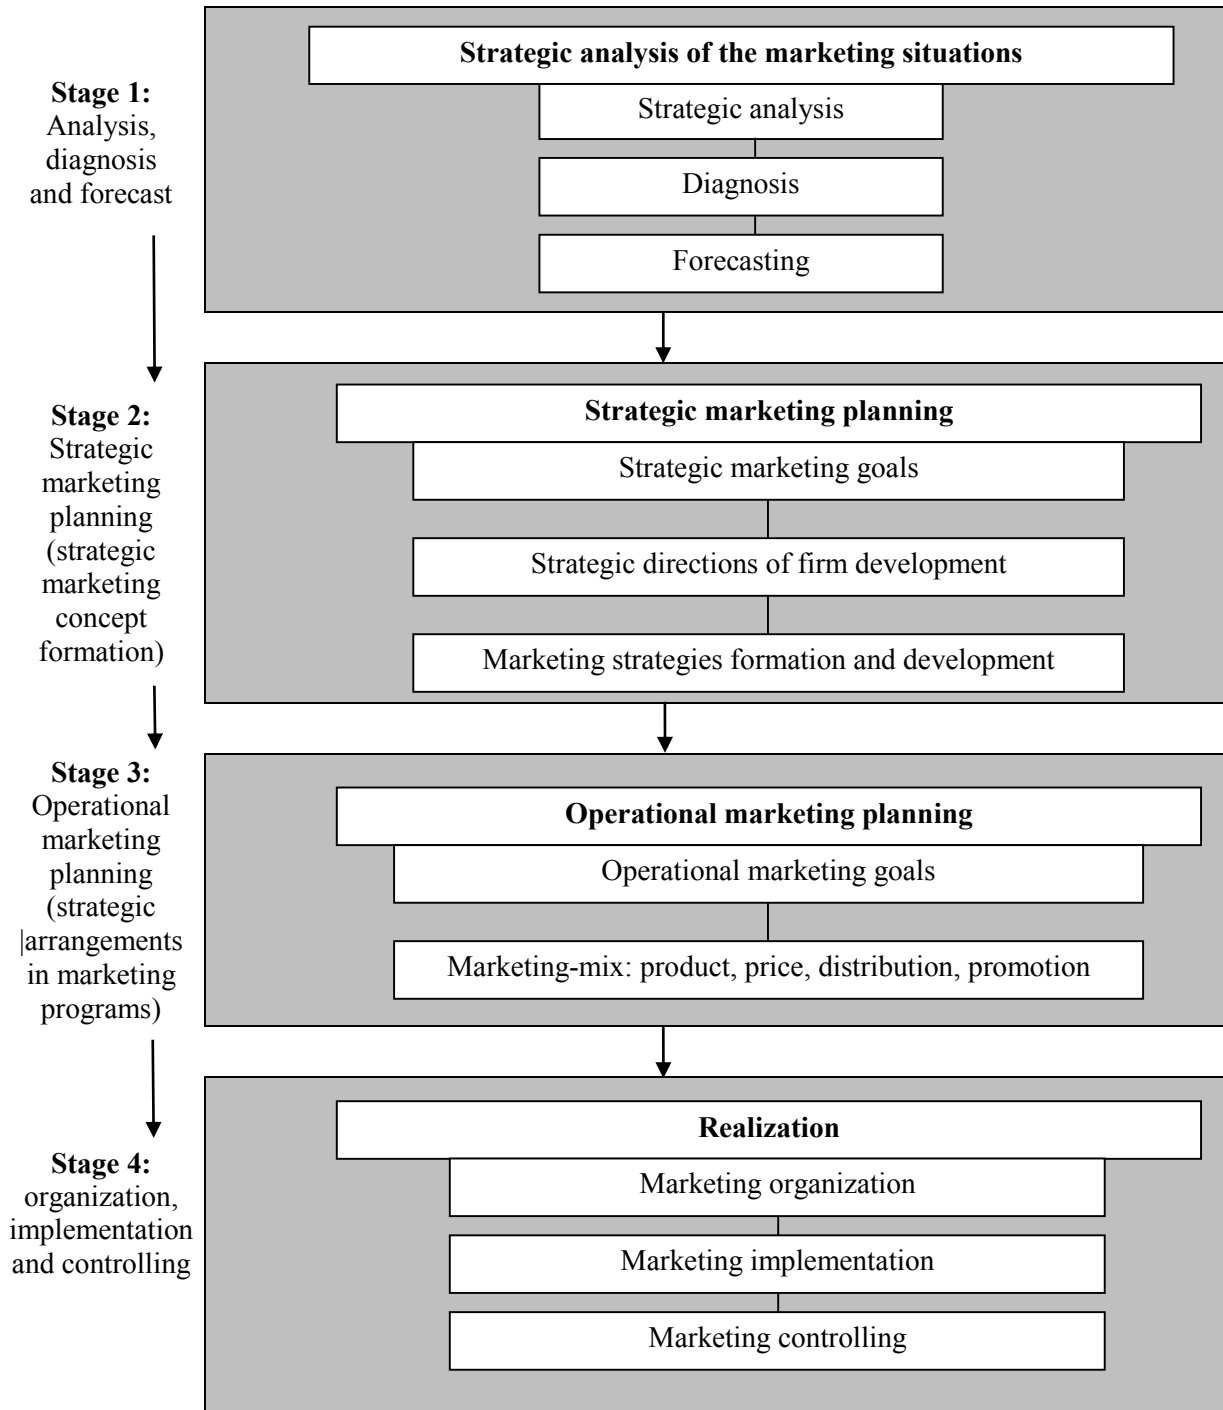 Stage 1:
Analysis,
diagnosis
and forecast
Strategic analysis of the marketing situations
Strategic analysis
Diagnosis
Forecasting
Stage 2:
Strategic
marketing
planning
(strategic
marketing
concept
formation)
Strategic marketing planning
Strategic marketing goals
Strategic directions of firm development
Marketing strategies formation and development
Stage 3:
Operational
marketing
planning
(strategic
|arrangements
in marketing
programs)
Operational marketing planning
Operational marketing goals
Marketing-mix: product, price, distribution, promotion
Stage 4:
organization,
implementation
and controlling
Realization
Marketing organization
Marketing implementation
Marketing controlling